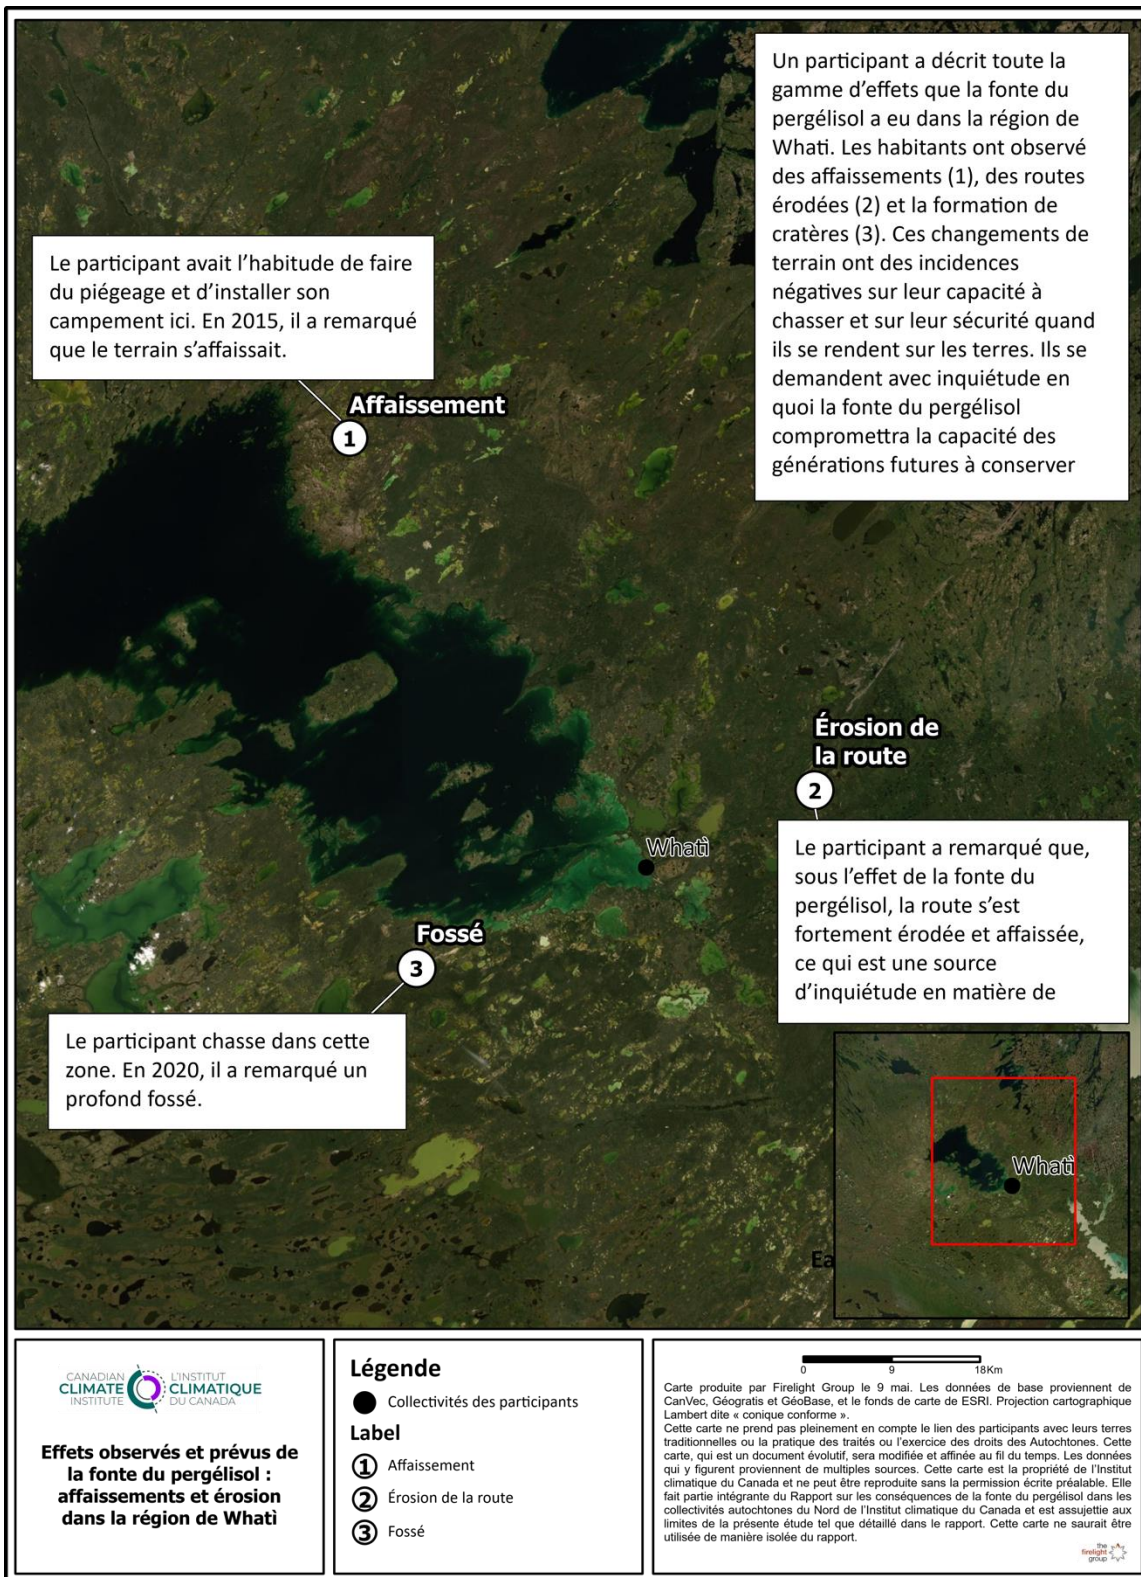 Un participant a décrit toute la
gamme d'effets que la fonte du
pergélisol a eu dans la région de
Whatì. Les habitants ont observé
des affaissements (1), des routes
érodées (2) et la formation de
cratères (3). Ces changements de
terrain ont des incidences
négatives sur leur capacité à
chasser et sur leur sécurité quand
ils se rendent sur les terres. Ils se
demandent avec inquiétude en
quoi la fonte du pergélisol
compromettra la capacité des
générations futures à conserver
Le participant avait l'habitude de faire
du piégeage et d'installer son
campement ici. En 2015, il a remarqué
que le terrain s'affaissait.
Affaissement
1
Érosion de
la route
2
Whatì
Le participant a remarqué que,
sous l'effet de la fonte du
pergélisol, la route s'est
fortement érodée et affaissée,
ce qui est une source
d'inquiétude en matière de
Fossé
3
Le participant chasse dans cette
zone. En 2020, il a remarqué un
profond fossé.
Whatì
Ea
CANADIAN
CLIMATE
INSTITUTE
L'INSTITUT
CLIMATIQUE
DU CANADA
Effets observés et prévus de
la fonte du pergélisol :
affaissements et érosion
dans la région de Whatì
Légende
Collectivités des participants
Label
1 Affaissement
2 Érosion de la route
3 Fossé
0 9 18Km
Carte produite par Firelight Group le 9 mai. Les données de base proviennent de
CanVec, Géogratis et GéoBase, et le fonds de carte de ESRI. Projection cartographique
Lambert dite « conique conforme ».
Cette carte ne prend pas pleinement en compte le lien des participants avec leurs terres
traditionnelles ou la pratique des traités ou l'exercice des droits des Autochtones. Cette
carte, qui est un document évolutif, sera modifiée et affinée au fil du temps. Les données
qui y figurent proviennent de multiples sources. Cette carte est la propriété de l'Institut
climatique du Canada et ne peut être reproduite sans la permission écrite préalable. Elle
fait partie intégrante du Rapport sur les conséquences de la fonte du pergélisol dans les
collectivités autochtones du Nord de l'Institut climatique du Canada et est assujettie aux
limites de la présente étude tel que détaillé dans le rapport. Cette carte ne saurait être
utilisée de manière isolée du rapport.
the
firelight
group